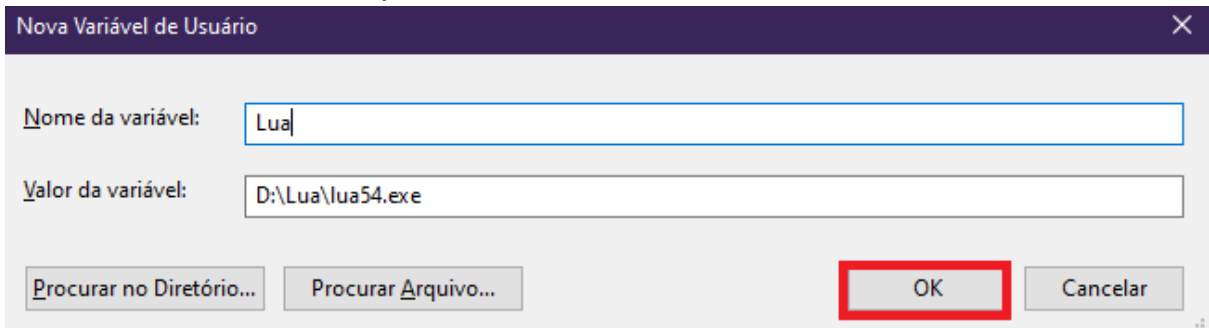 Nova Variável de Usuário
Nome da variável: Lua
Valor da variável: D:\Lua\lua54.exe
Procurar no Diretório... Procurar Arquivo... OK Cancelar